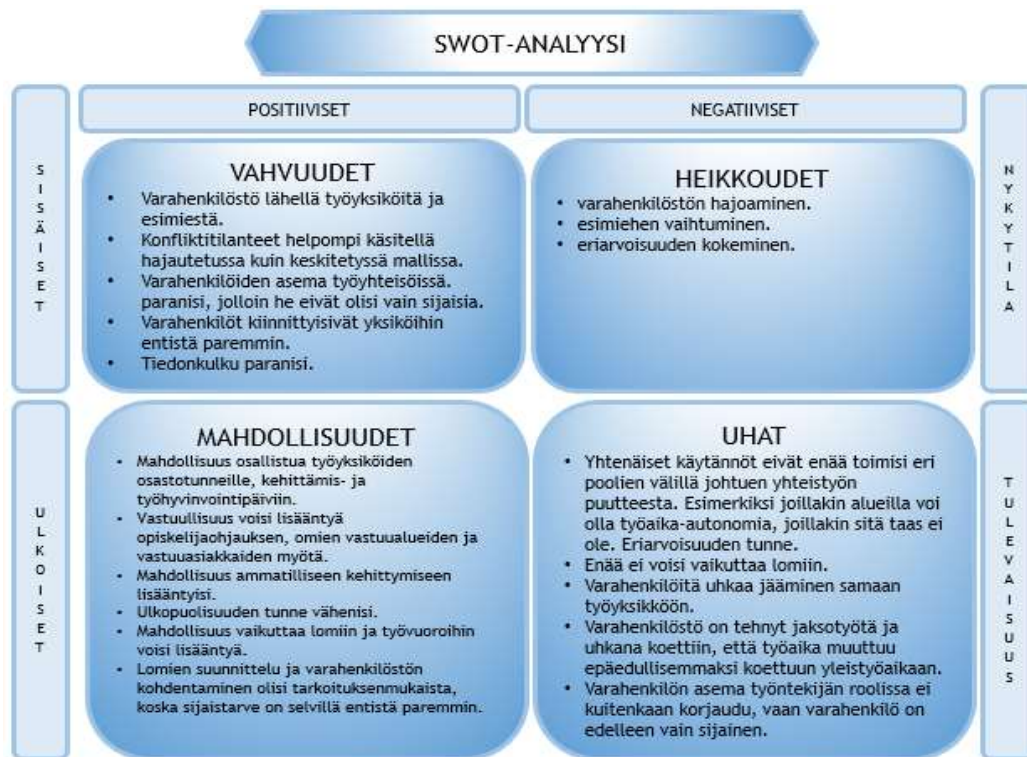 SWOT-ANALYYSI
POSITIIVISET
NEGATIIVISET
SISÄISET
NYKYTILA
VAHVUUDET
• Varahenkilöstö lähellä työyksiköitä ja
esimiestä.
• Konfliktitilanteet helpompi käsitellä
hajautetussa kuin keskitetyssä mallissa.
• Varahenkilöiden asema työyhteisöissä.
paranisi, jolloin he eivät olisi vain sijaisia.
• Varahenkilöt kiinnittyisivät yksiköihin
entistä paremmin.
• Tiedonkulku paranisi.
HEIKKOUDET
• varahenkilöstön hajoaminen.
• esimiehen vaihtuminen.
• eriarvoisuuden kokeminen.
ULKOISET
TULEVAISUUS
MAHDOLLISUUDET
• Mahdollisuus osallistua työyksiköiden
osastotunneille, kehittämis- ja
työhyvinvointipäiviin.
• Vastuullisuus voisi lisääntyä
opiskelijaohjauksen, omien vastuualueiden ja
vastuuasiakkaiden myötä.
• Mahdollisuus ammatilliseen kehittymiseen
lisääntyisi.
• Ulkopuolisuuden tunne vähenisi.
• Mahdollisuus vaikuttaa lomiin ja työvuoroihin
voisi lisääntyä.
• Lomien suunnittelu ja varahenkilöstön
kohdentaminen olisi tarkoituksenmukaista,
koska sijaistarve on selvillä entistä paremmin.
UHAT
• Yhtenäiset käytännöt eivät enää toimisi eri
poolien välillä johtuen yhteistyön
puutteesta. Esimerkiksi joillakin alueilla voi
olla työaika-autonomia, joillakin sitä taas ei
ole. Eriarvoisuuden tunne.
• Enää ei voisi vaikuttaa lomiin.
• Varahenkilöitä uhkaa jääminen samaan
työyksikköön.
• Varahenkilöstö on tehnyt jaksotyötä ja
uhkana koettiin, että työaika muuttuu
epäedullisemmaksi koettuun yleistyöaikaan.
• Varahenkilön asema työntekijän roolissa ei
kuitenkaan korjaudu, vaan varahenkilö on
edelleen vain sijainen.